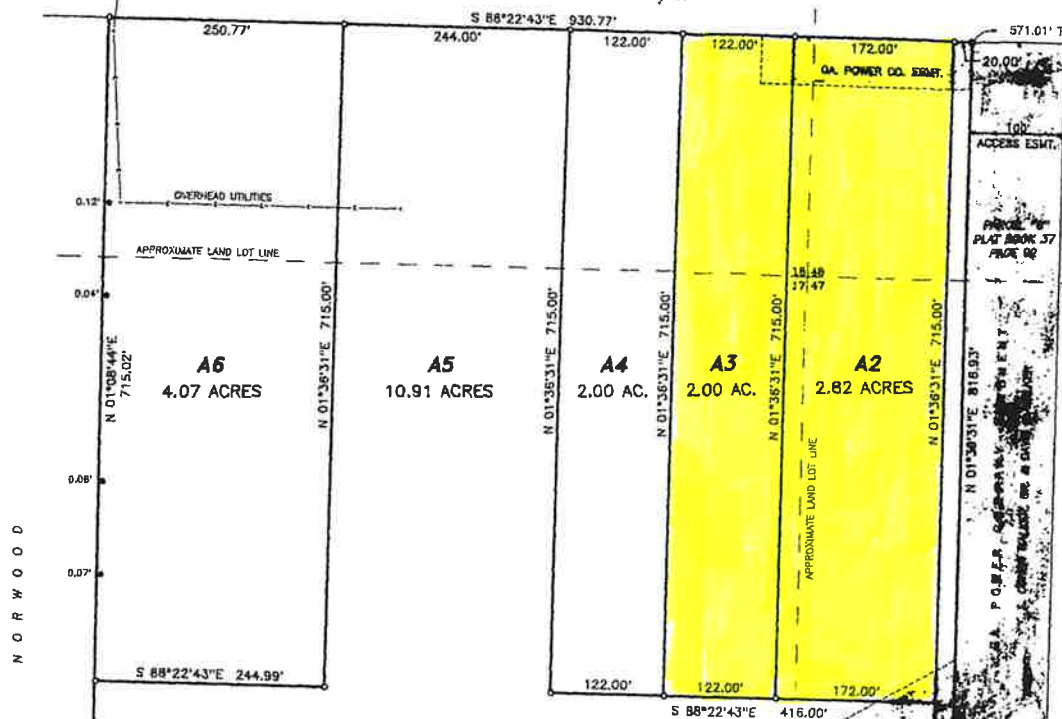 S 88°22'43"E 930.77'
250.77'
244.00'
122.00'
122.00'
172.00'
571.01'
20.00'
GA. POWER CO. ESMT.
100'
ACCESS ESMT.
OVERHEAD UTILITIES
0.12'
APPROXIMATE LAND LOT LINE
PARCEL "B"
PLAT BOOK 37
PAGE
18 48
17 47
0.04'
N 01°08'44"E
715.02'
A6
4.07 ACRES
N 01°36'31"E 715.00'
A5
10.91 ACRES
N 01°36'31"E 715.00'
A4
2.00 AC.
N 01°36'31"E 715.00'
A3
2.00 AC.
N 01°36'31"E 715.00'
A2
2.82 ACRES
N 01°36'31"E 715.00'
N 01°36'31"E 816.93'
APPROXIMATE LAND LOT LINE
GA. POWER COMPANY EASEMENT
0.06'
0.07'
NORWOOD
S 88°22'43"E 244.99'
122.00'
122.00'
172.00'
S 88°22'43"E 416.00'